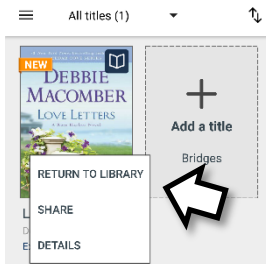 All titles (1)
NEW
DEBBIE
MACOMBER
LOVE LETTERS
Add a title
Bridges
RETURN TO LIBRARY
SHARE
DETAILS
L
D
E